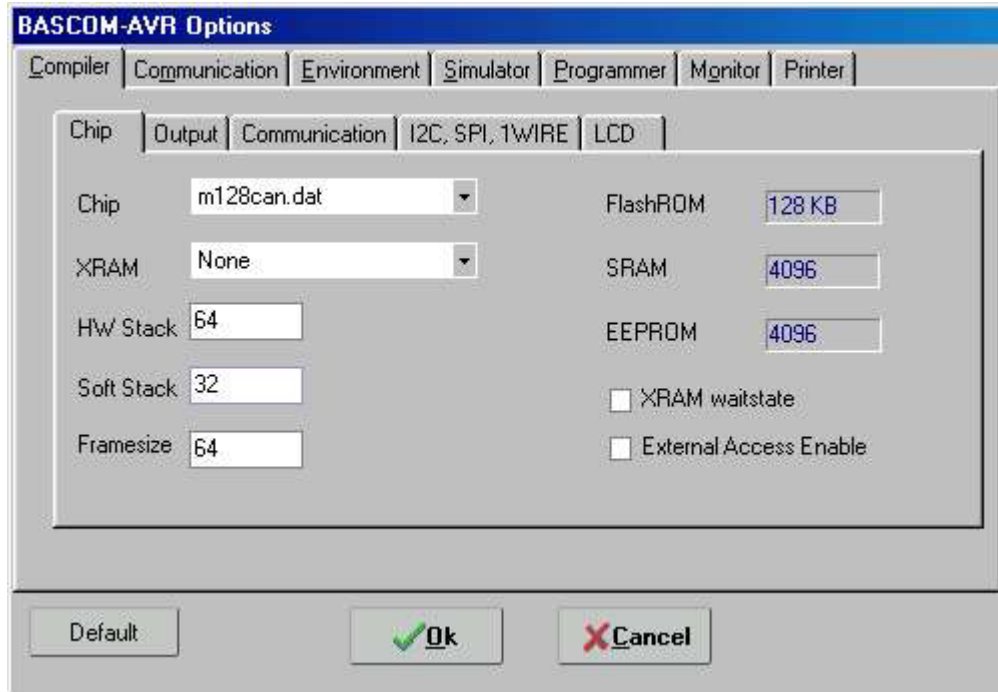 BASCOM-AVR Options
Compiler Communication Environment Simulator Programmer Monitor Printer
Chip Output Communication I2C, SPI, 1WIRE LCD
Chip m128can.dat FlashROM 128 KB
XRAM None SRAM 4096
HW Stack 64 EEPROM 4096
Soft Stack 32 XRAM waitstate
Framesize 64 External Access Enable
Default Ok Cancel